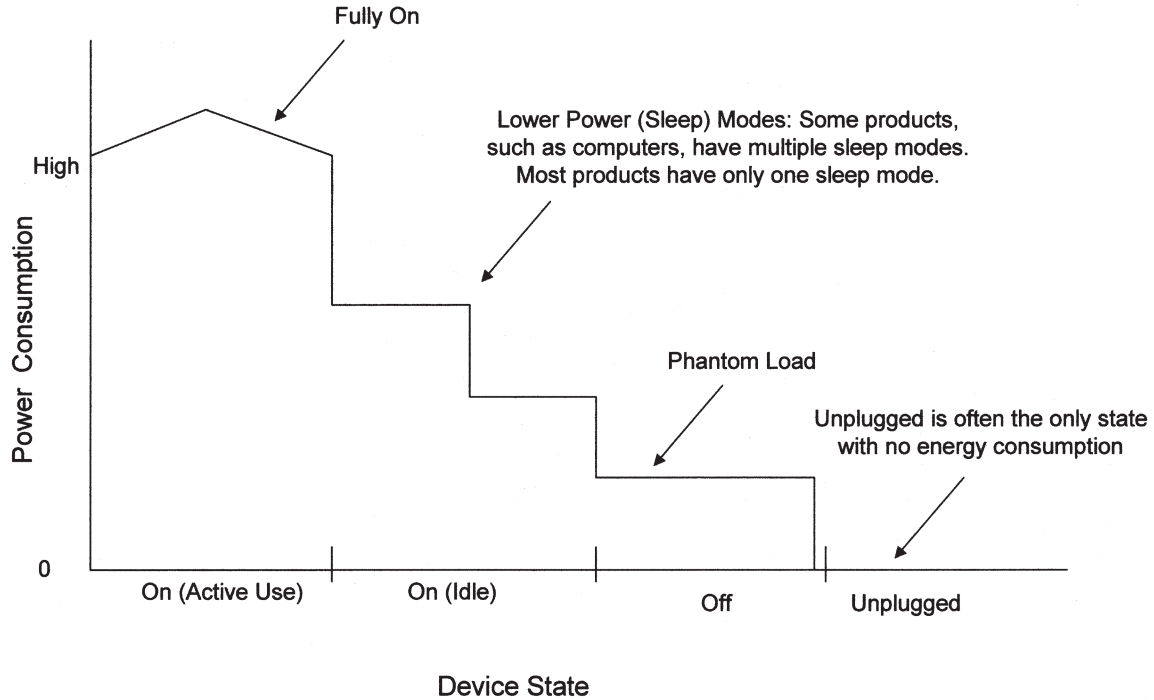 Fully On
Lower Power (Sleep) Modes: Some products,
such as computers, have multiple sleep modes.
Most products have only one sleep mode.
High
Power Consumption
Phantom Load
Unplugged is often the only state
with no energy consumption
0
On (Active Use)
On (Idle)
Off
Unplugged
Device State